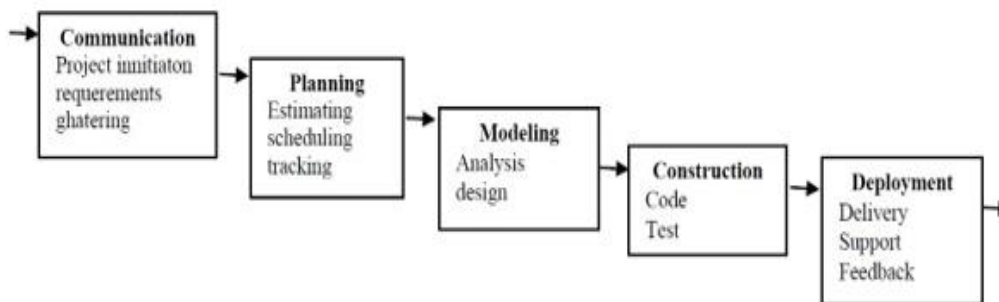 Communication
Project innitiaton
requerements
ghatering
Planning
Estimating
scheduling
tracking
Modeling
Analysis
design
Construction
Code
Test
Deployment
Delivery
Support
Feedback